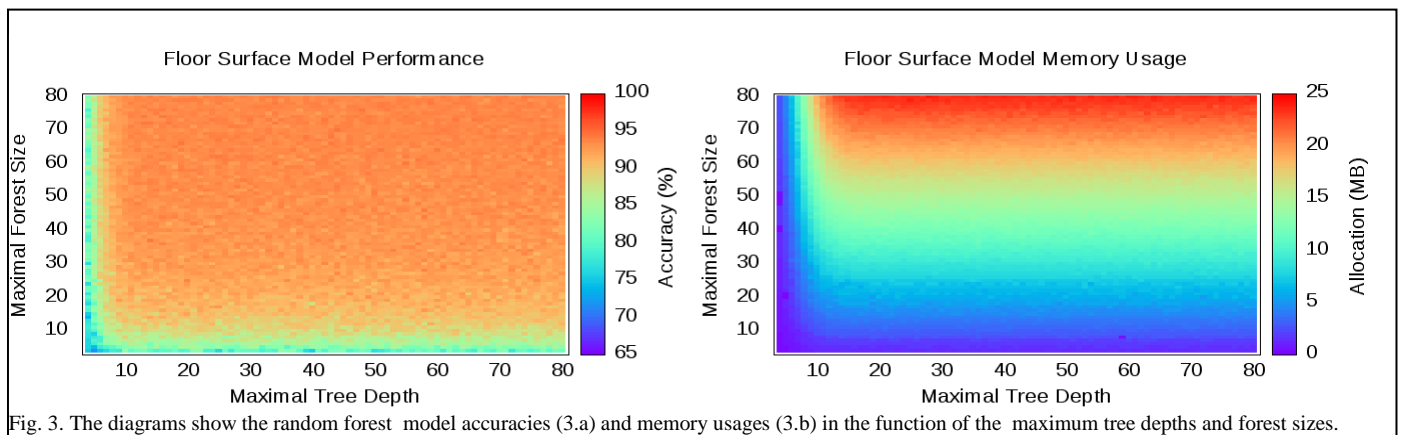 Floor Surface Model Performance
80
70
60
50
40
30
20
10
Maximal Forest Size
10 20 30 40 50 60 70 80
Maximal Tree Depth
100
95
90
85
80
75
70
65
Accuracy (%)
Floor Surface Model Memory Usage
80
70
60
50
40
30
20
10
Maximal Forest Size
10 20 30 40 50 60 70 80
Maximal Tree Depth
25
20
15
10
5
0
Allocation (MB)
Fig. 3. The diagrams show the random forest model accuracies (3.a) and memory usages (3.b) in the function of the maximum tree depths and forest sizes.